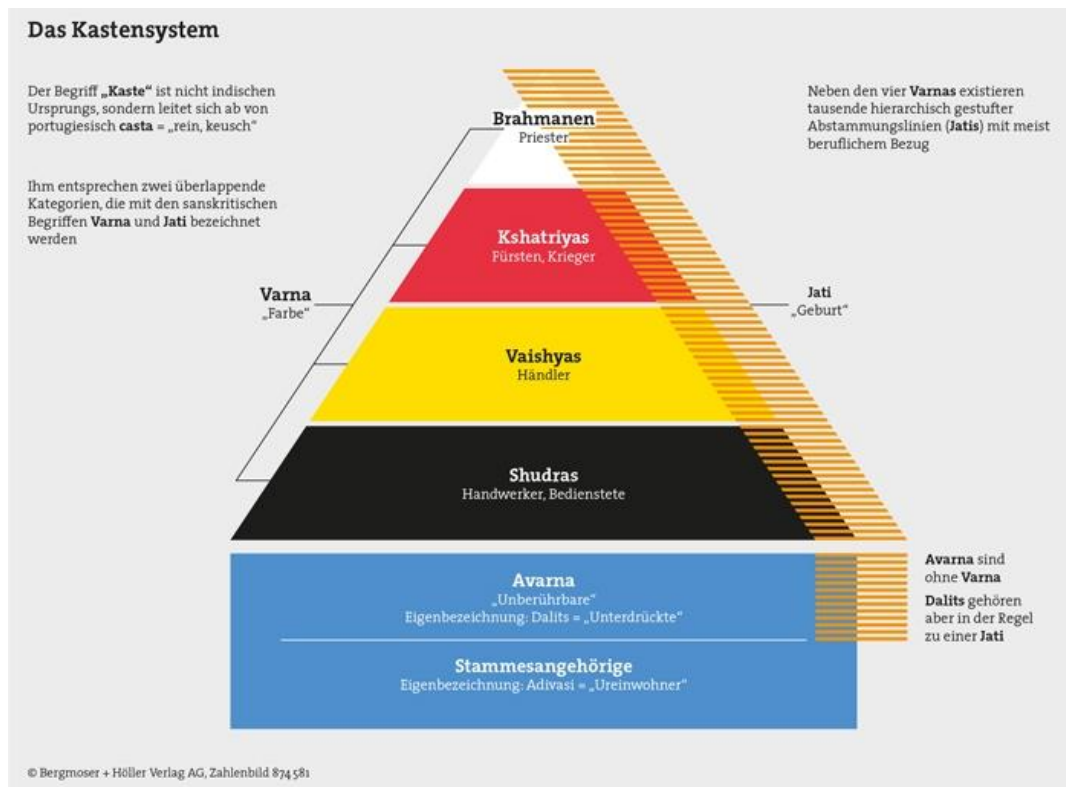 Das Kastensystem
Der Begriff „Kaste“ ist nicht indischen
Ursprungs, sondern leitet sich ab von
portugiesisch casta = „rein, keusch“
Ihm entsprechen zwei überlappende
Kategorien, die mit den sanskritischen
Begriffen Varna und Jati bezeichnet
werden
Neben den vier Varnas existieren
tausende hierarchisch gestufter
Abstammungslinien (Jatis) mit meist
beruflichem Bezug
Brahmanen
Priester
Kshatriyas
Fürsten, Krieger
Varna
„Farbe“
Jati
„Geburt“
Vaishyas
Händler
Shudras
Handwerker, Bedienstete
Avarna
„Unberührbare“
Eigenbezeichnung: Dalits = „Unterdrückte“
Stammesangehörige
Eigenbezeichnung: Adivasi = „Ureinwohner“
Avarna sind
ohne Varna
Dalits gehören
aber in der Regel
zu einer Jati
© Bergmoser + Höller Verlag AG, Zahlenbild 874 581